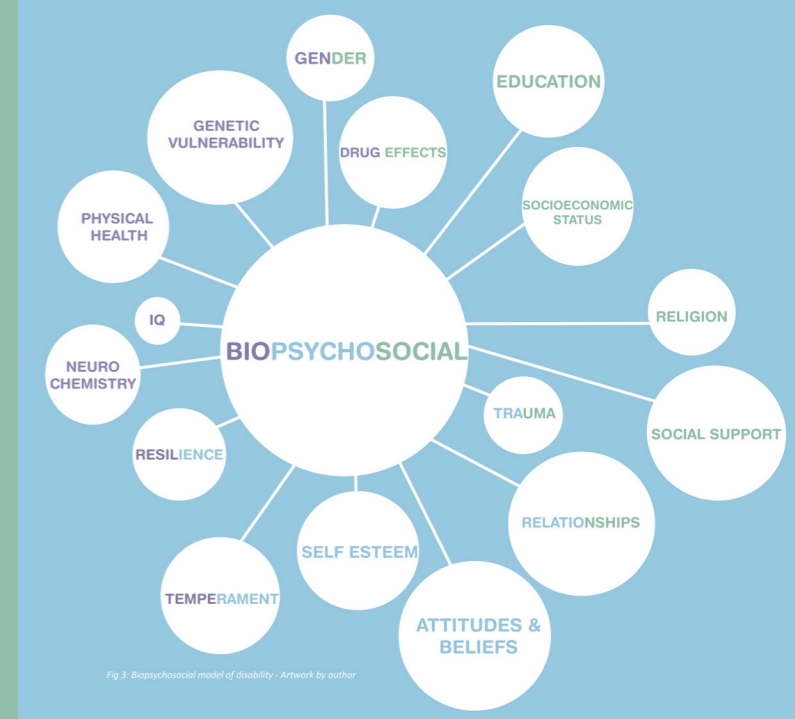 GENDER
EDUCATION
GENETIC
VULNERABILITY
DRUG EFFECTS
SOCIOECONOMIC
STATUS
PHYSICAL
HEALTH
IQ
RELIGION
BIOPSYCHOSOCIAL
NEURO
CHEMISTRY
TRAUMA
SOCIAL SUPPORT
RESILIENCE
RELATIONSHIPS
SELF ESTEEM
TEMPERAMENT
ATTITUDES &
BELIEFS
Fig 3: Biopsychosocial model of disability - Artwork by author